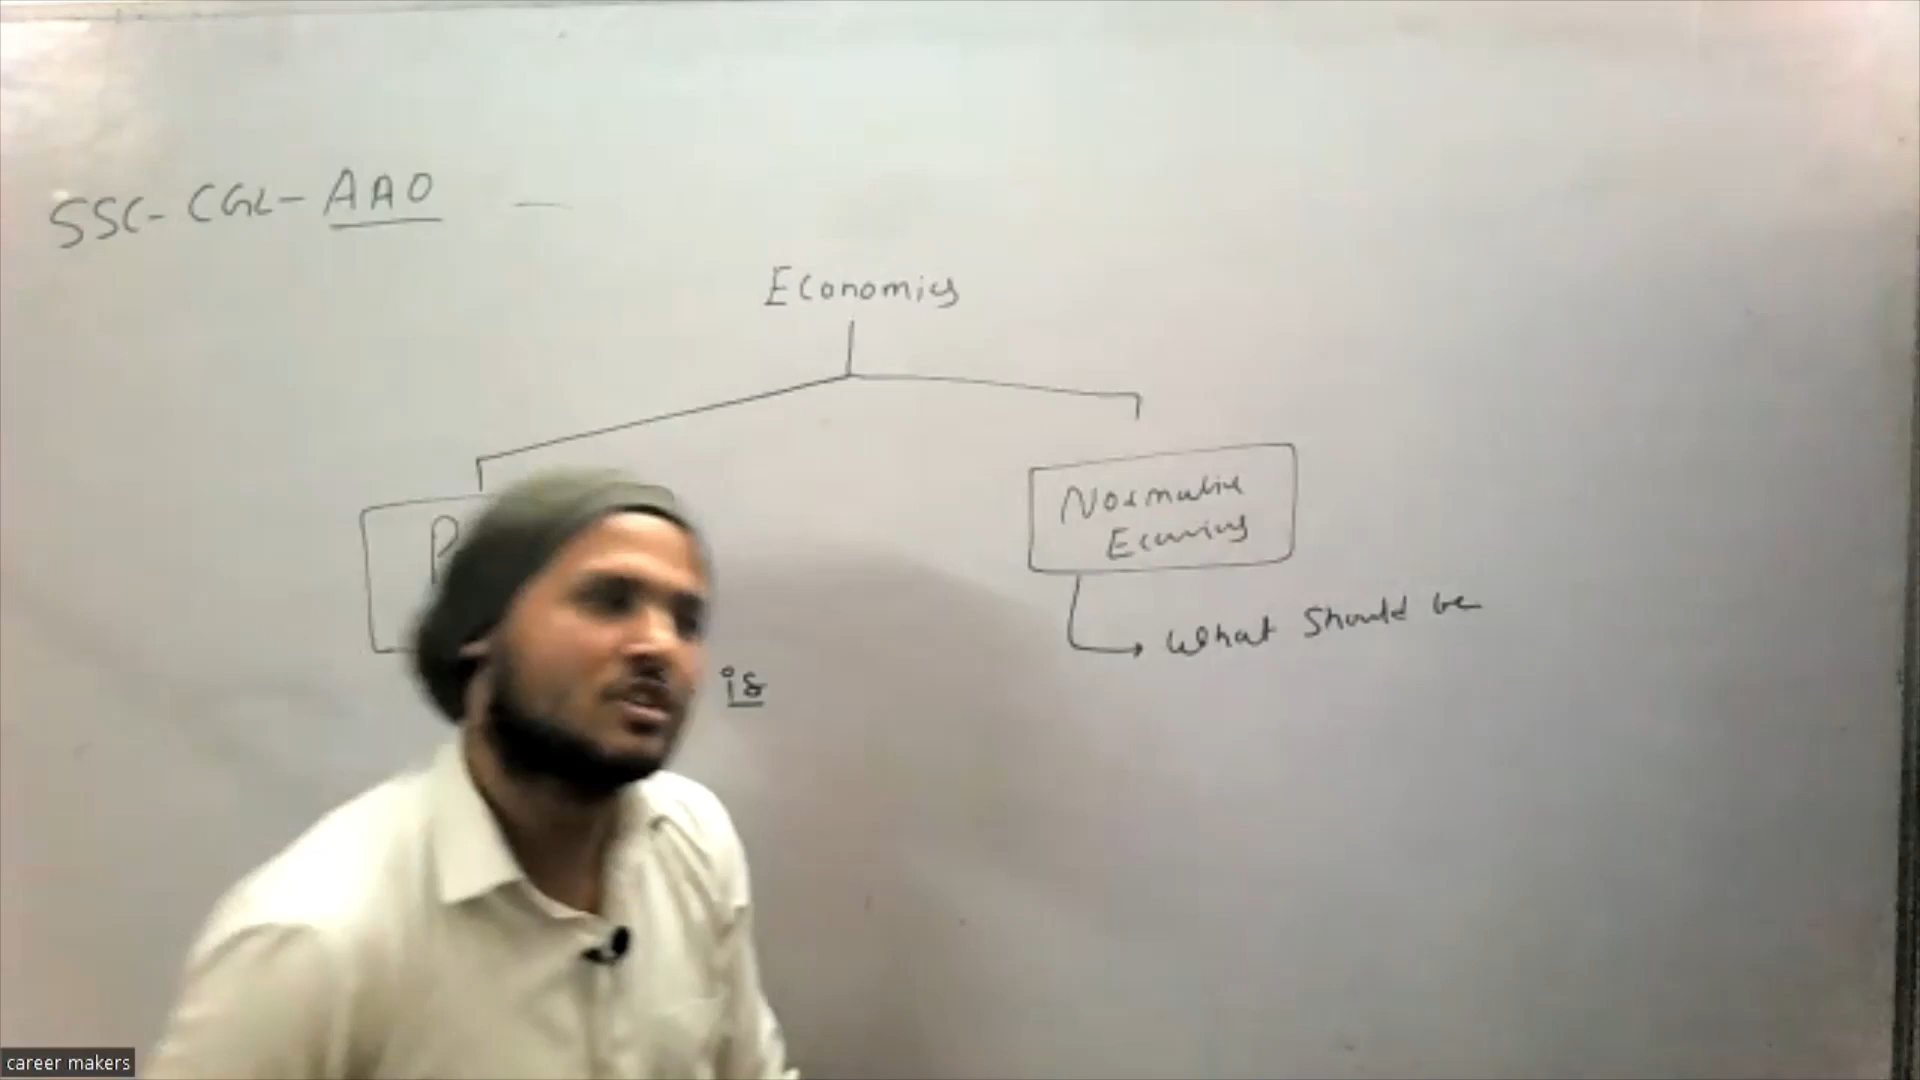 SSC- CGL- AAO —
Economics
P
Normative
Economics
is
What Should be
career makers